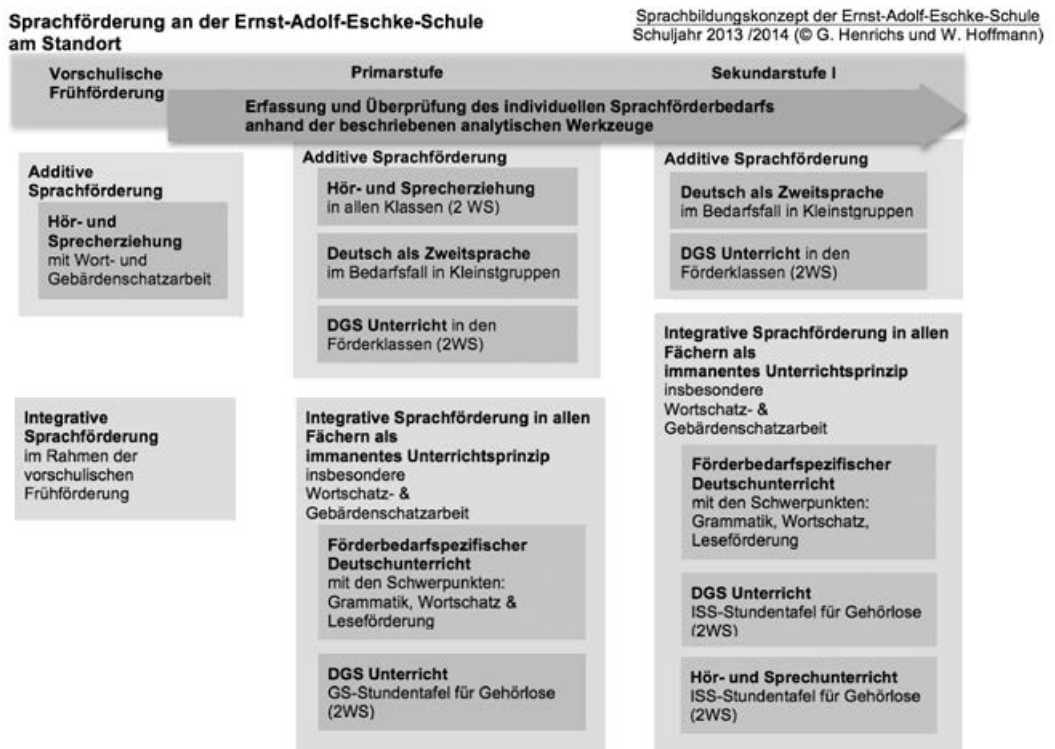 Sprachförderung an der Ernst-Adolf-Eschke-Schule
am Standort
Sprachbildungskonzept der Ernst-Adolf-Eschke-Schule
Schuljahr 2013 /2014 (© G. Henrichs und W. Hoffmann)
Vorschulische
Frühförderung
Primarstufe
Sekundarstufe I
Erfassung und Überprüfung des individuellen Sprachförderbedarfs
anhand der beschriebenen analytischen Werkzeuge
Additive
Sprachförderung
Hör- und
Sprecherziehung
mit Wort- und
Gebärdenschatzarbeit
Integrative
Sprachförderung
im Rahmen der
vorschulischen
Frühförderung
Additive Sprachförderung
Hör- und Sprecherziehung
in allen Klassen (2 WS)
Deutsch als Zweitsprache
im Bedarfsfall in Kleinstgruppen
DGS Unterricht in den
Förderklassen (2WS)
Integrative Sprachförderung in allen
Fächern als
immanentes Unterrichtsprinzip
insbesondere
Wortschatz- &
Gebärdenschatzarbeit
Förderbedarfspezifischer
Deutschunterricht
mit den Schwerpunkten:
Grammatik, Wortschatz &
Leseförderung
DGS Unterricht
GS-Stundentafel für Gehörlose
(2WS)
Additive Sprachförderung
Deutsch als Zweitsprache
im Bedarfsfall in Kleinstgruppen
DGS Unterricht in den
Förderklassen (2WS)
Integrative Sprachförderung in allen
Fächern als
immanentes Unterrichtsprinzip
insbesondere
Wortschatz- &
Gebärdenschatzarbeit
Förderbedarfspezifischer
Deutschunterricht
mit den Schwerpunkten:
Grammatik, Wortschatz,
Leseförderung
DGS Unterricht
ISS-Stundentafel für Gehörlose
(2WS)
Hör- und Sprechunterricht
ISS-Stundentafel für Gehörlose
(2WS)